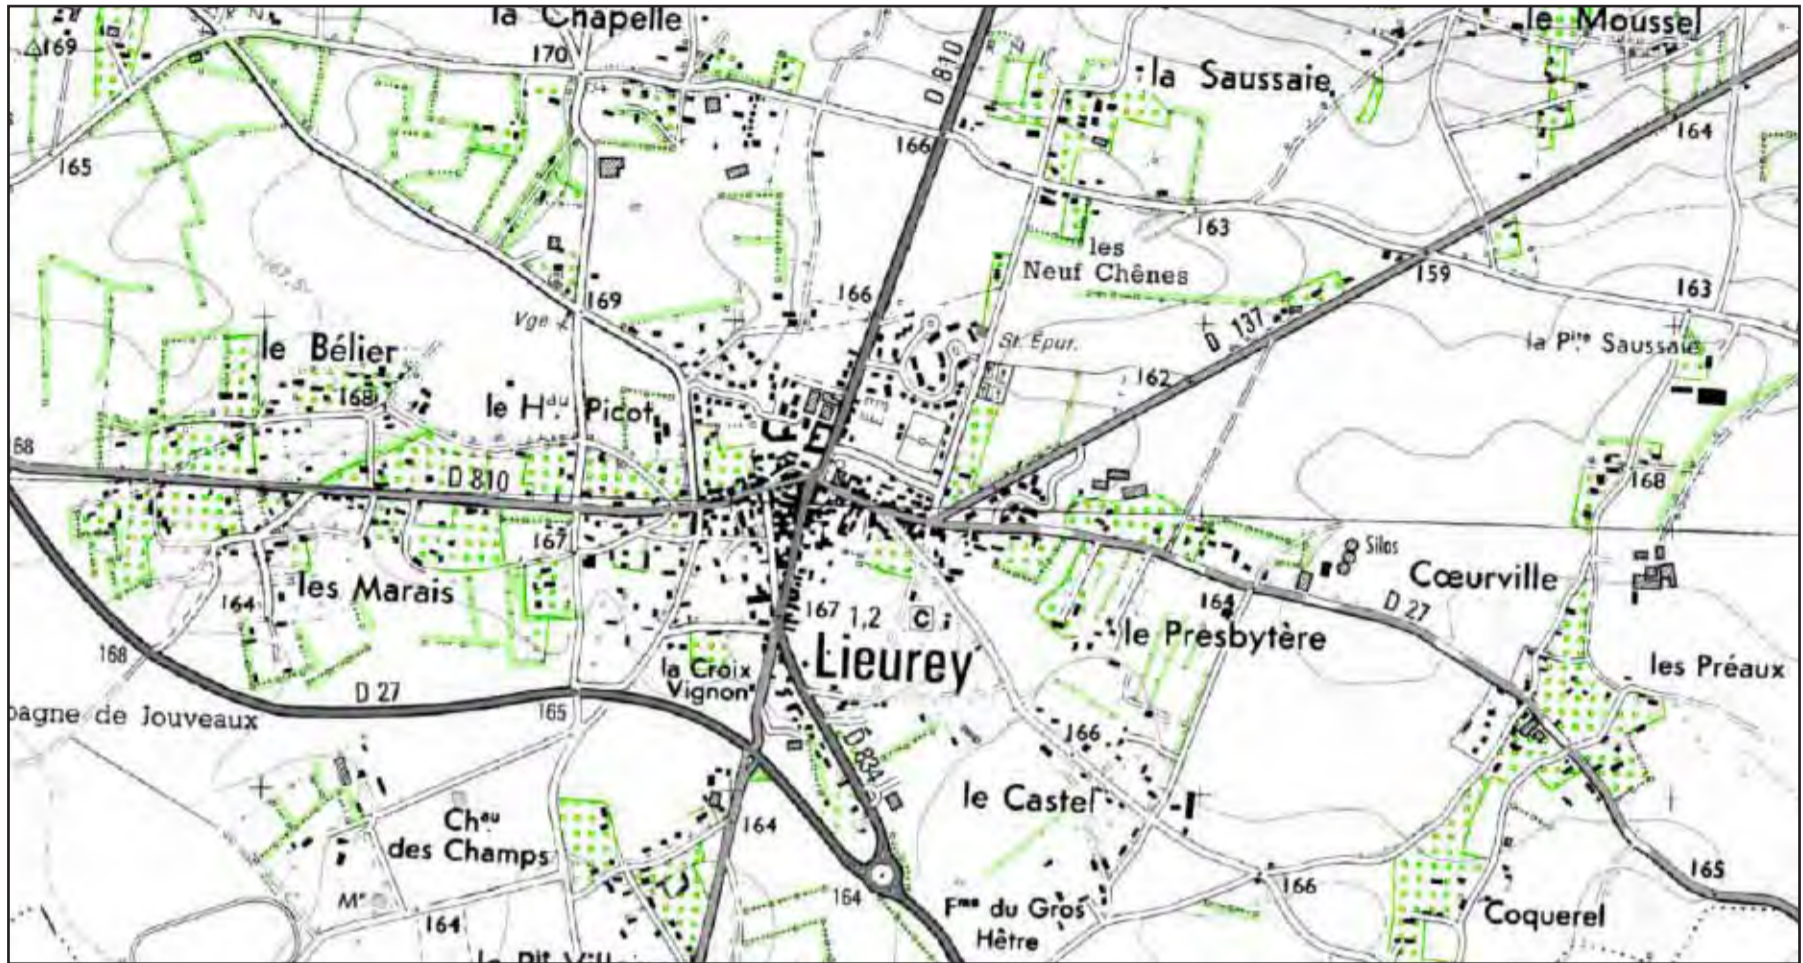 la Chapelle
le Moussel
169
170
D 810
la Saussaie
165
166
164
163
les
Neuf Chênes
159
163
169
166
Vge
D 137
St. Epur.
la Pite Saussaie
le Bélier
162
168
le Hau Picot
68
D 810
168
167
Silos
Cœurville
les Marais
164
167
1,2
C
164
D 27
le Presbytère
168
Lieurey
la Croix
Vignon
les Préaux
D 27
165
pagne de Jouveaux
166
D 834
le Castel
Chau
des Champs
164
165
164
166
Fme du Gros
Hêtre
Coquerel
164